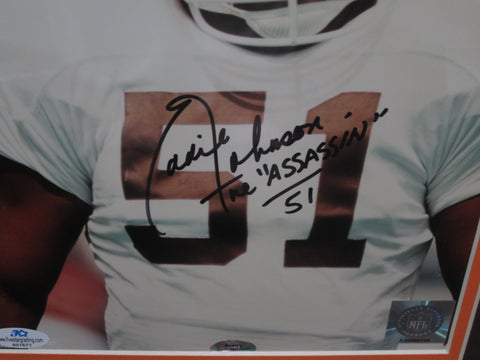 51
Eddie Johnson
The "ASSASSIN"
51
NFL